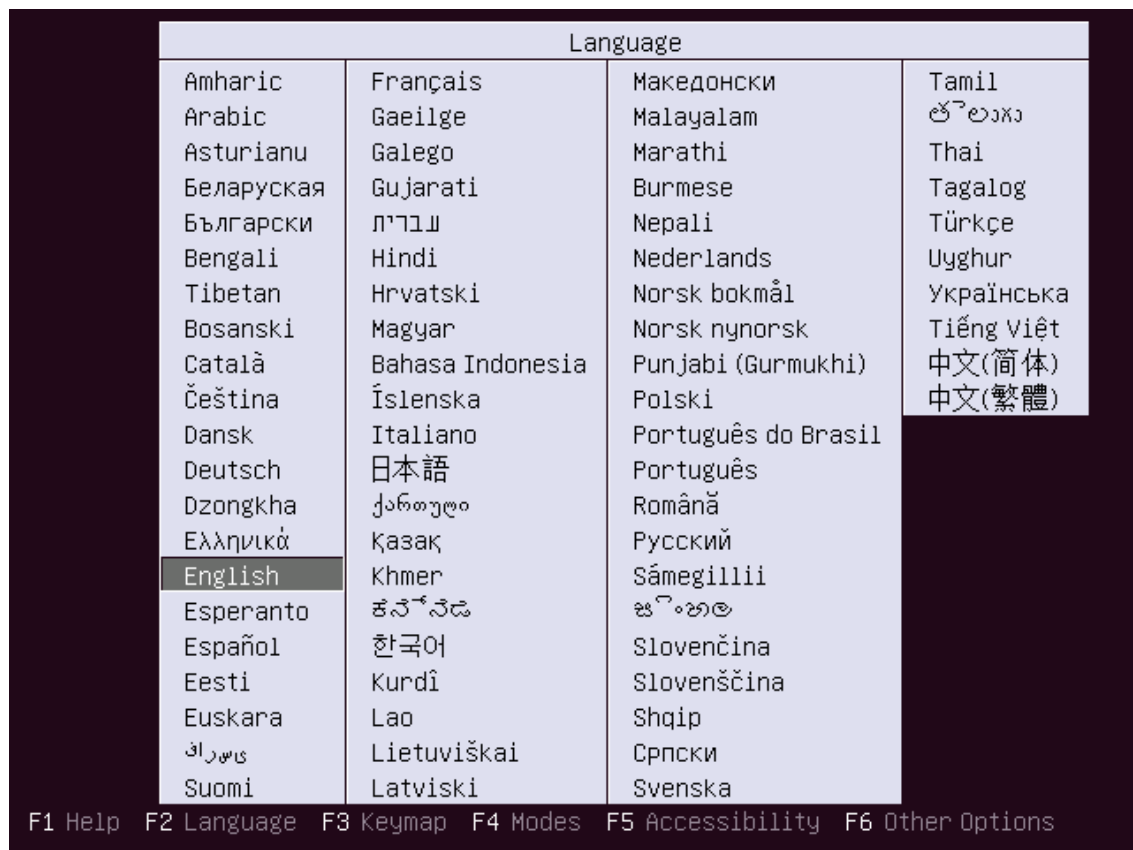 Language
Amharic
Arabic
Asturianu
Беларуская
Български
Bengali
Tibetan
Bosanski
Català
Čeština
Dansk
Deutsch
Dzongkha
Ελληνικά
English
Esperanto
Español
Eesti
Euskara
فارسی
Suomi
Français
Gaeilge
Galego
Gujarati
עברית
Hindi
Hrvatski
Magyar
Bahasa Indonesia
Íslenska
Italiano
日本語
ქართული
Қазақ
Khmer
ಕನ್ನಡ
한국어
Kurdî
Lao
Lietuviškai
Latviski
Македонски
Malayalam
Marathi
Burmese
Nepali
Nederlands
Norsk bokmål
Norsk nynorsk
Punjabi (Gurmukhi)
Polski
Português do Brasil
Português
Română
Русский
Sámegillii
සිංහල
Slovenčina
Slovenščina
Shqip
Српски
Svenska
Tamil
తెలుగు
Thai
Tagalog
Türkçe
Uyghur
Українська
Tiếng Việt
中文(简体)
中文(繁體)
F1 Help F2 Language F3 Keymap F4 Modes F5 Accessibility F6 Other Options